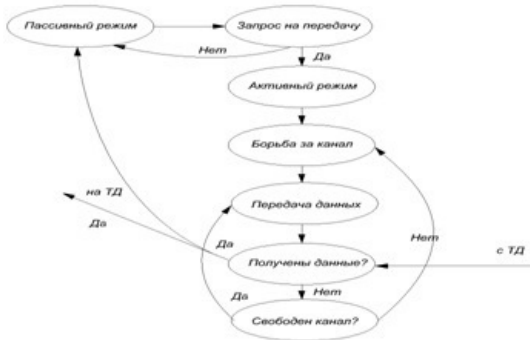 Пассивный режим
Запрос на передачу
Нет
Да
Активный режим
Борьба за канал
Передача данных
на ТД
Да
Да
Нет
с ТД
Получены данные?
Да
Нет
Свободен канал?